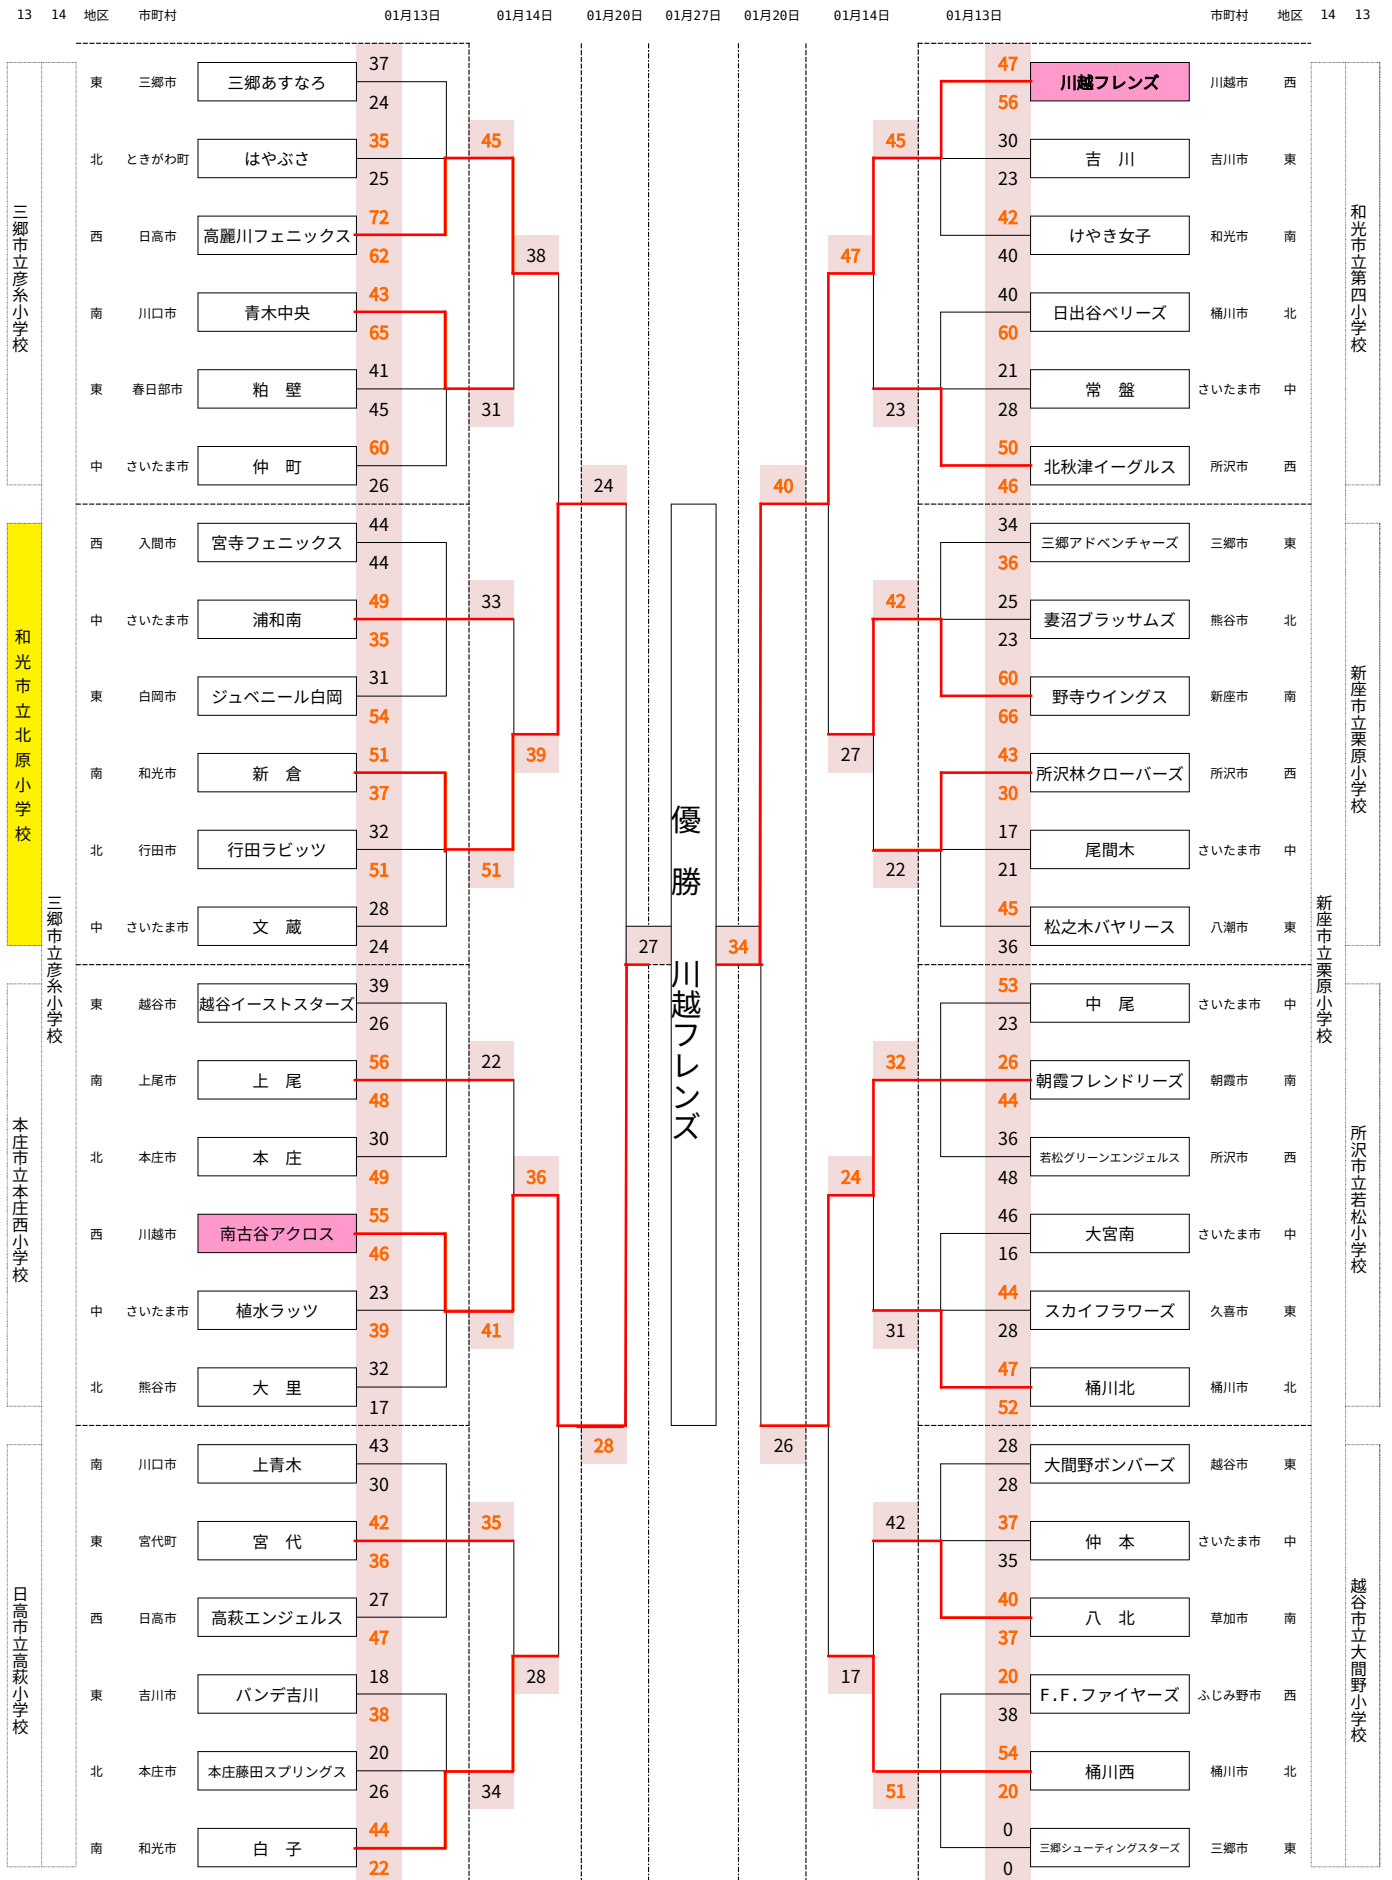 13 14 地区 市町村 01月13日 01月14日 01月20日 01月27日 01月20日 01月14日 01月13日 市町村 地区 14 13
三郷市立彦糸小学校
和光市立北原小学校
本庄市立本庄西小学校
日高市立高萩小学校
三郷市立彦糸小学校
37
東 三郷市 三郷あすなろ
24
35
北 ときがわ町 はやぶさ
25
72
西 日高市 高麗川フェニックス
62
43
南 川口市 青木中央
65
41
東 春日部市 粕 壁
45
60
中 さいたま市 仲 町
26
44
西 入間市 宮寺フェニックス
44
49
中 さいたま市 浦和南
35
31
東 白岡市 ジュベニール白岡
54
51
南 和光市 新 倉
37
32
北 行田市 行田ラビッツ
51
28
中 さいたま市 文 蔵
24
39
東 越谷市 越谷イーストスターズ
26
56
南 上尾市 上 尾
48
30
北 本庄市 本 庄
49
55
西 川越市 南古谷アクロス
46
23
中 さいたま市 植水ラッツ
39
32
北 熊谷市 大 里
17
43
南 川口市 上青木
30
42
東 宮代町 宮 代
36
27
西 日高市 高萩エンジェルス
47
18
東 吉川市 バンデ吉川
38
20
北 本庄市 本庄藤田スプリングス
26
44
南 和光市 白 子
22
45
31
33
51
22
41
35
34
38
39
36
28
24
28
27
優 勝 川越フレンズ
34
40
26
47
27
24
17
45
23
42
22
32
31
42
51
47
川越フレンズ 川越市 西
56
30
吉 川 吉川市 東
23
42
けやき女子 和光市 南
40
40
日出谷ベリーズ 桶川市 北
60
21
常 盤 さいたま市 中
28
50
北秋津イーグルス 所沢市 西
46
34
三郷アドベンチャーズ 三郷市 東
36
25
妻沼ブラッサムズ 熊谷市 北
23
60
野寺ウイングス 新座市 南
66
43
所沢林クローバーズ 所沢市 西
30
17
尾間木 さいたま市 中
21
45
松之木バヤリース 八潮市 東
36
53
中 尾 さいたま市 中
23
26
朝霞フレンドリーズ 朝霞市 南
44
36
若松グリーンエンジェルス 所沢市 西
48
46
大宮南 さいたま市 中
16
44
スカイフラワーズ 久喜市 東
28
47
桶川北 桶川市 北
52
28
大間野ボンバーズ 越谷市 東
28
37
仲 本 さいたま市 中
35
40
八 北 草加市 南
37
20
F.F.ファイヤーズ ふじみ野市 西
38
54
桶川西 桶川市 北
20
0
三郷シューティングスターズ 三郷市 東
0
新座市立栗原小学校
和光市立第四小学校
新座市立栗原小学校
所沢市立若松小学校
越谷市立大間野小学校